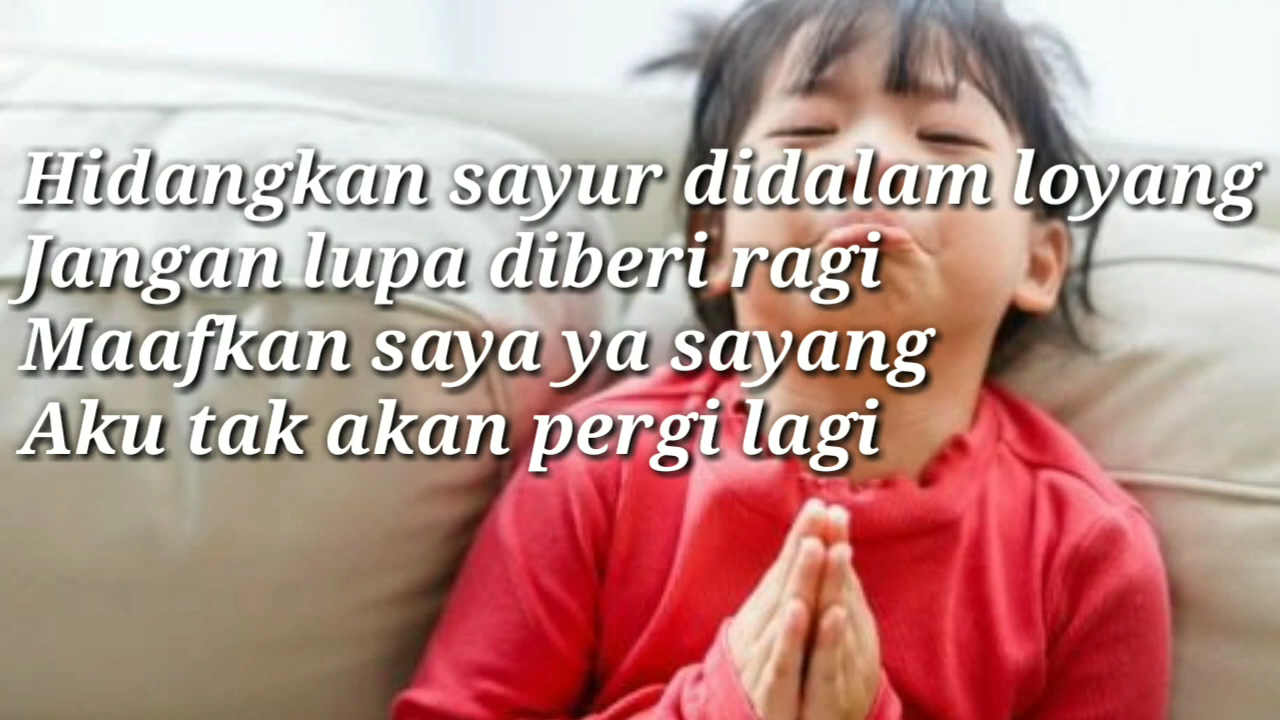 Hidangkan sayur didalam loyang
Jangan lupa diberi ragi
Maafkan saya ya sayang
Aku tak akan pergi lagi